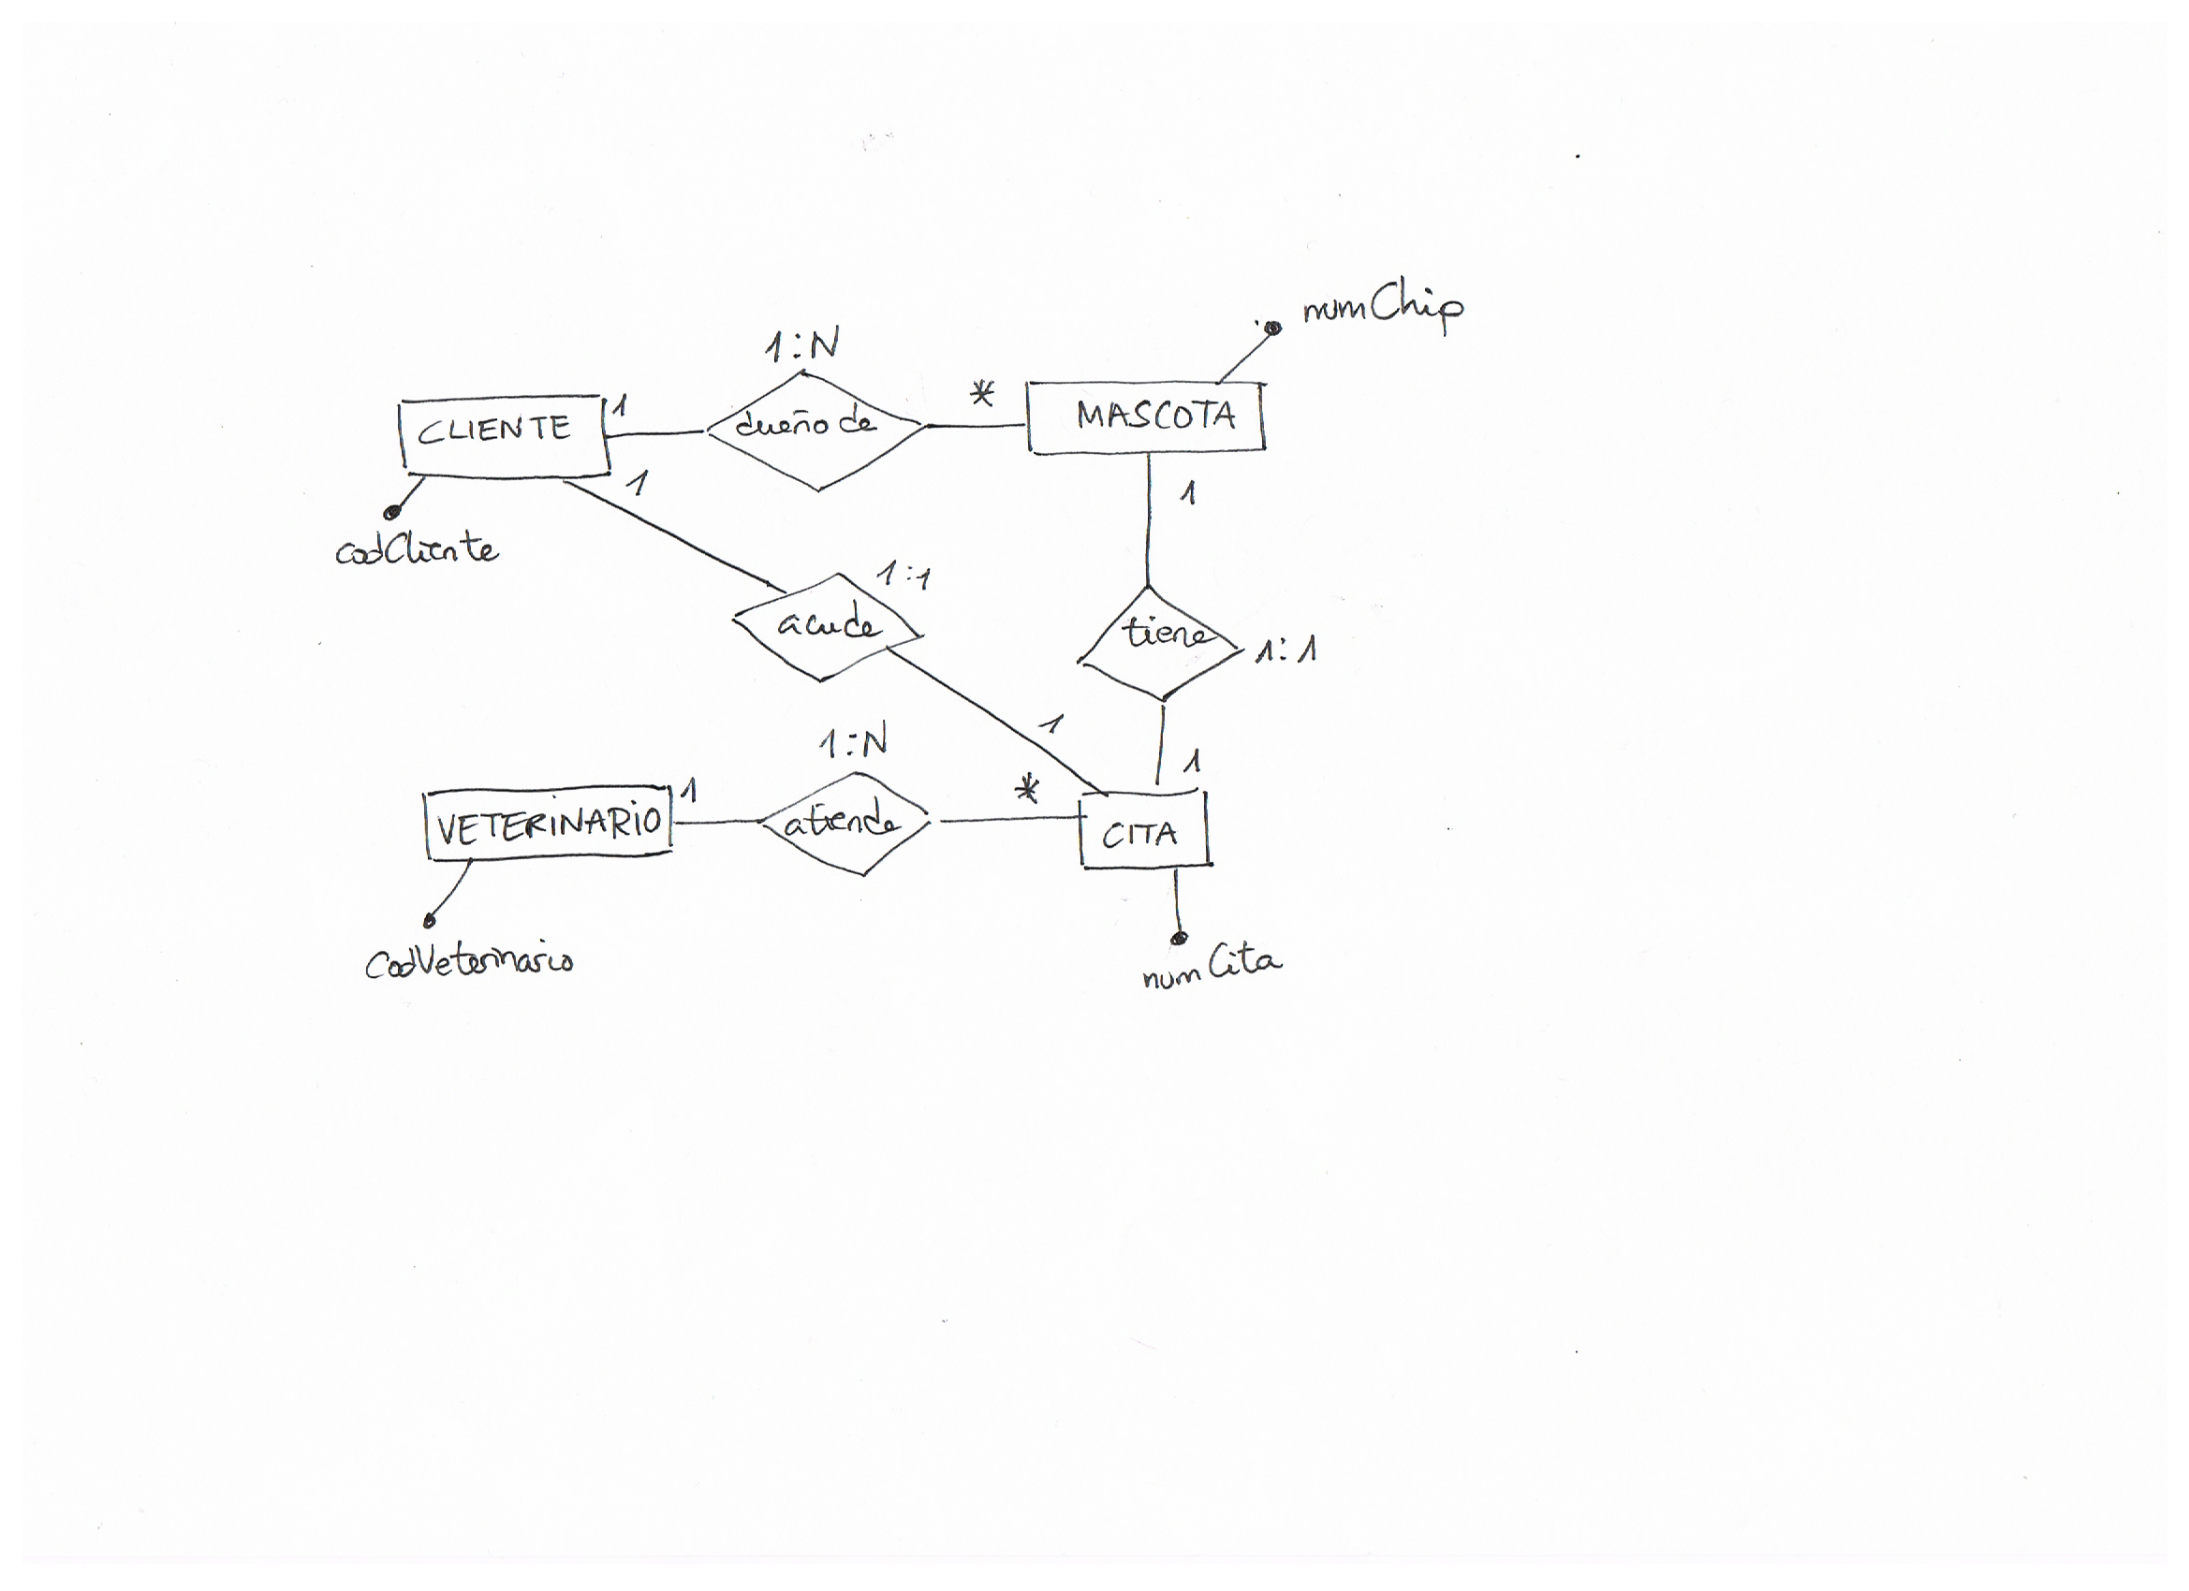 numChip
1:N
CLIENTE 1 dueño de * MASCOTA
1 1
codCliente
1:1
acude
tiene 1:1
1
1:N 1
VETERINARIO 1 atiende * CITA
CodVeterinario numCita